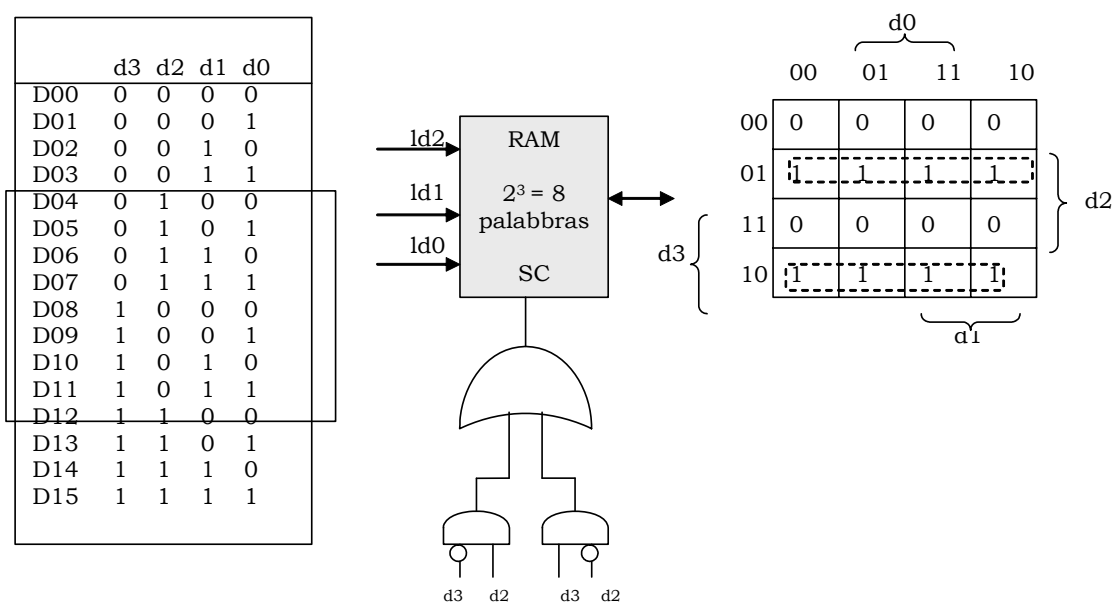 d3 d2 d1 d0
D00 0 0 0 0
D01 0 0 0 1
D02 0 0 1 0
D03 0 0 1 1
D04 0 1 0 0
D05 0 1 0 1
D06 0 1 1 0
D07 0 1 1 1
D08 1 0 0 0
D09 1 0 0 1
D10 1 0 1 0
D11 1 0 1 1
D12 1 1 0 0
D13 1 1 0 1
D14 1 1 1 0
D15 1 1 1 1
ld2
ld1
ld0
RAM
2³ = 8
palabbras
SC
d3 d2 d3 d2
d0
00 01 11 10
00 0 0 0 0
01 1 1 1 1
11 0 0 0 0
10 1 1 1 1
d2
d3
d1